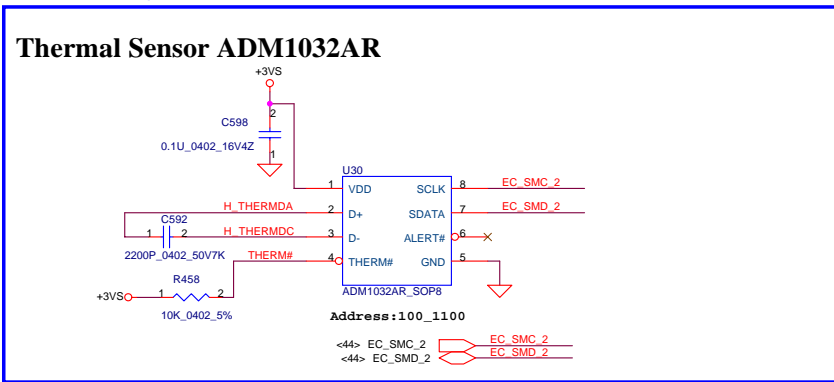 Thermal Sensor ADM1032AR
+3VS
2
C598
0.1U_0402_16V4Z
1
U30
1 VDD SCLK 8 EC_SMC_2
H_THERMDA 2 D+ SDATA 7 EC_SMD_2
C592
1 2 H_THERMDC 3 D- ALERT# 6
2200P_0402_50V7K
THERM# 4 THERM# GND 5
R458
+3VS 1 2
ADM1032AR_SOP8
10K_0402_5%
Address:100_1100
<44> EC_SMC_2 EC_SMC_2
<44> EC_SMD_2 EC_SMD_2